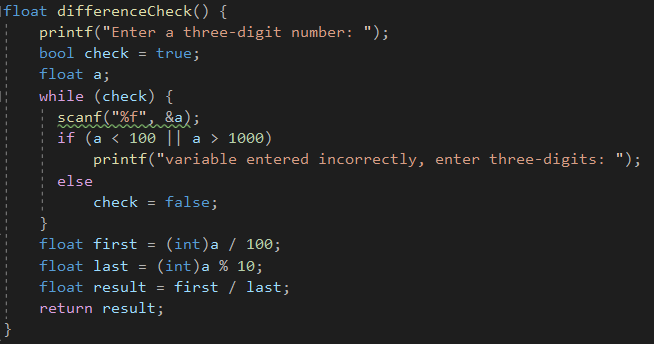 float differenceCheck() {
    printf("Enter a three-digit number: ");
    bool check = true;
    float a;
    while (check) {
      scanf("%f", &a);
      if (a < 100 || a > 1000)
          printf("variable entered incorrectly, enter three-digits: ");
      else
          check = false;
    }
    float first = (int)a / 100;
    float last = (int)a % 10;
    float result = first / last;
    return result;
}